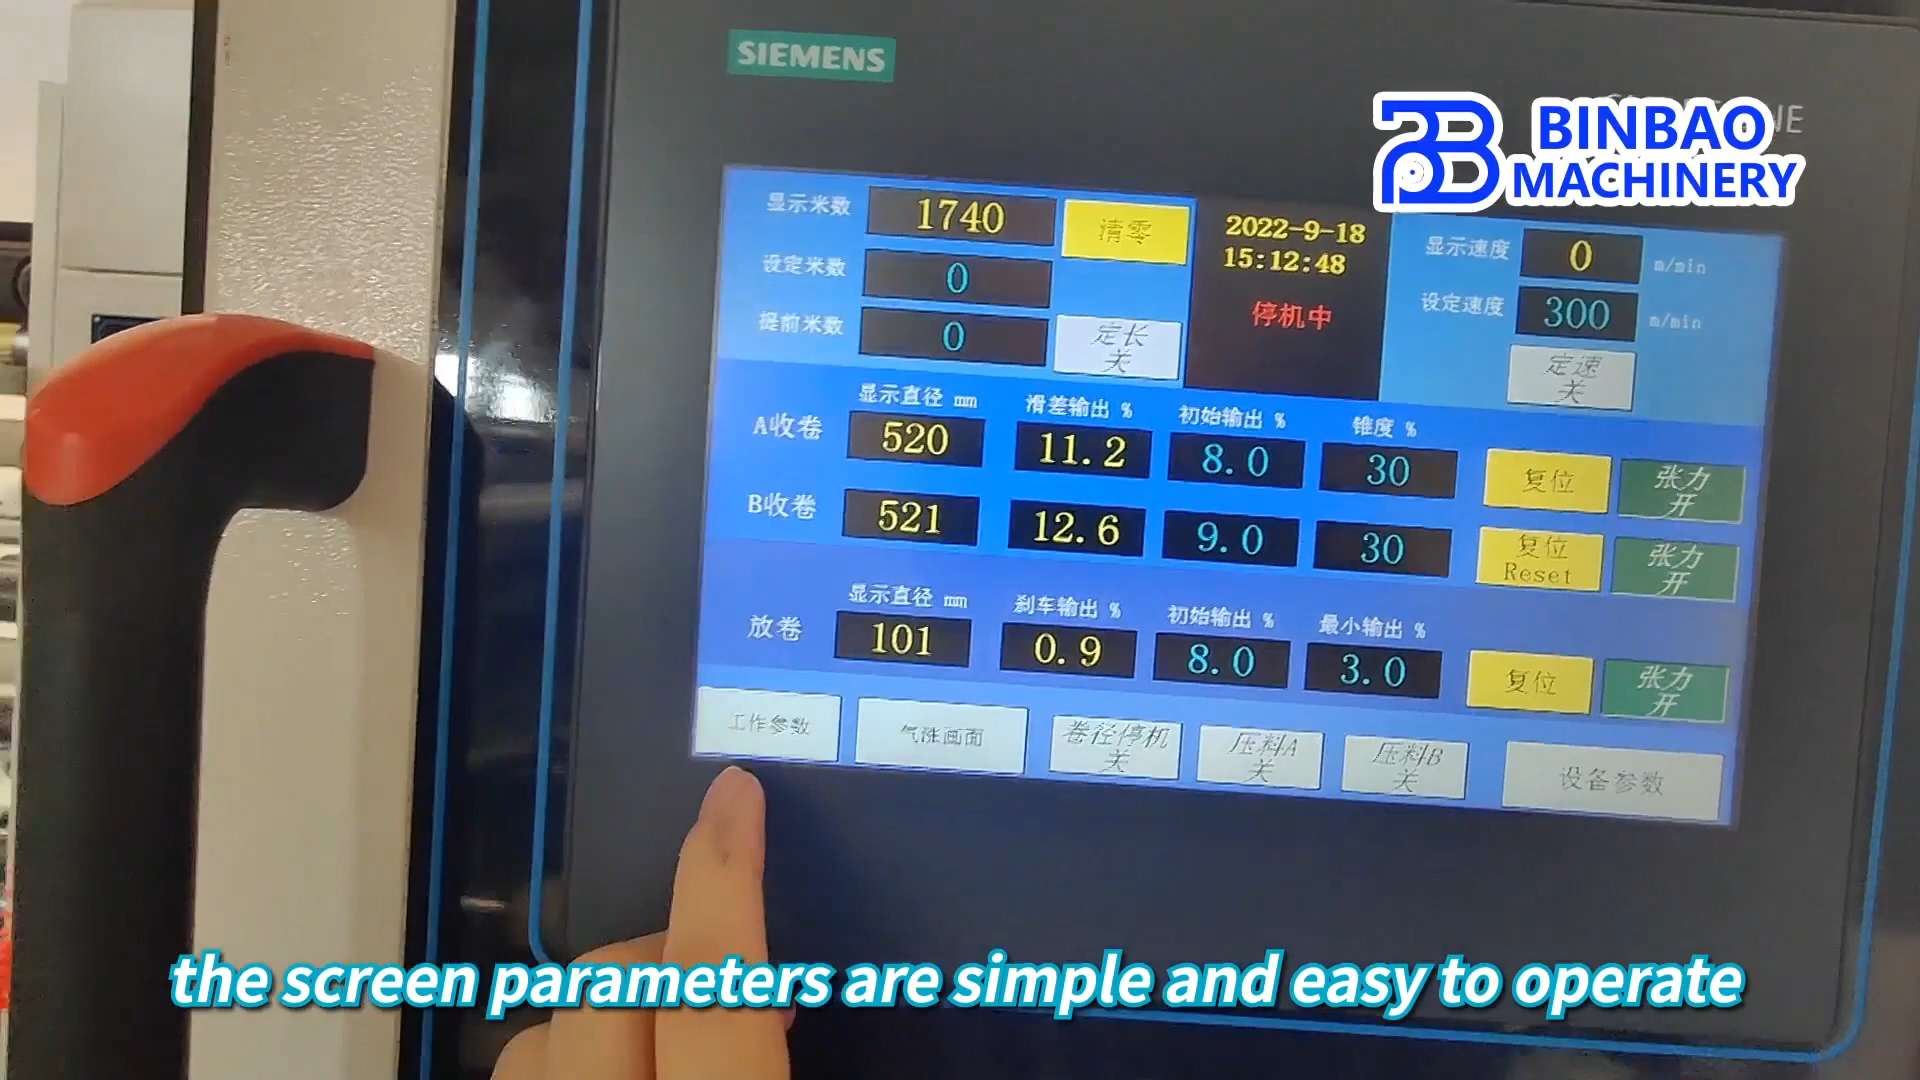 SIEMENS
BINBAO
MACHINERY
显示米数 1740 清零
设定米数 0
提前米数 0 定长
关
2022-9-18
15:12:48
停机中
显示速度 0 m/min
设定速度 300 m/min
定速
关
显示直径 mm 滑差输出 % 初始输出 % 锥度 %
A收卷 520 11.2 8.0 30 复位 张力
开
B收卷 521 12.6 9.0 30 复位
Reset 张力
开
显示直径 mm 刹车输出 % 初始输出 % 最小输出 %
放卷 101 0.9 8.0 3.0 复位 张力
开
工作参数 气涨画面 卷径停机
关
压料A
关
压料B
关
设备参数
the screen parameters are simple and easy to operate